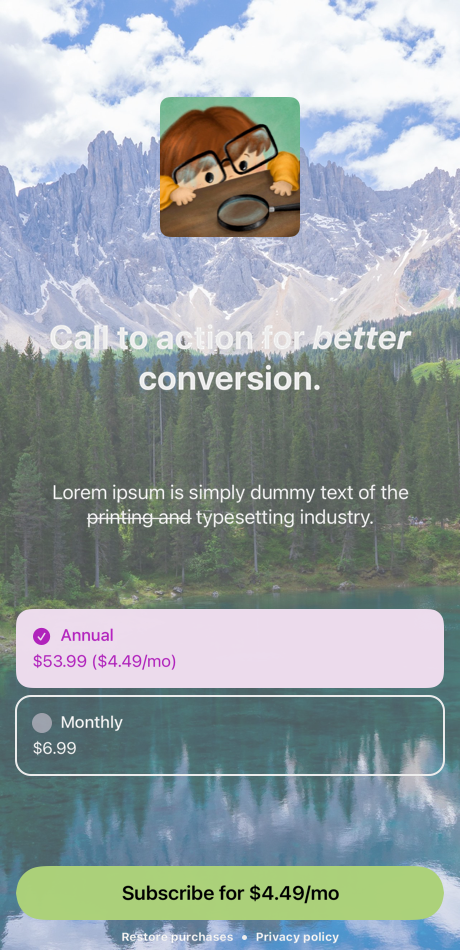 Call to action for better
conversion.
Lorem ipsum is simply dummy text of the
printing and typesetting industry.
Annual
$53.99 ($4.49/mo)
Monthly
$6.99
Subscribe for $4.49/mo
Restore purchases • Privacy policy